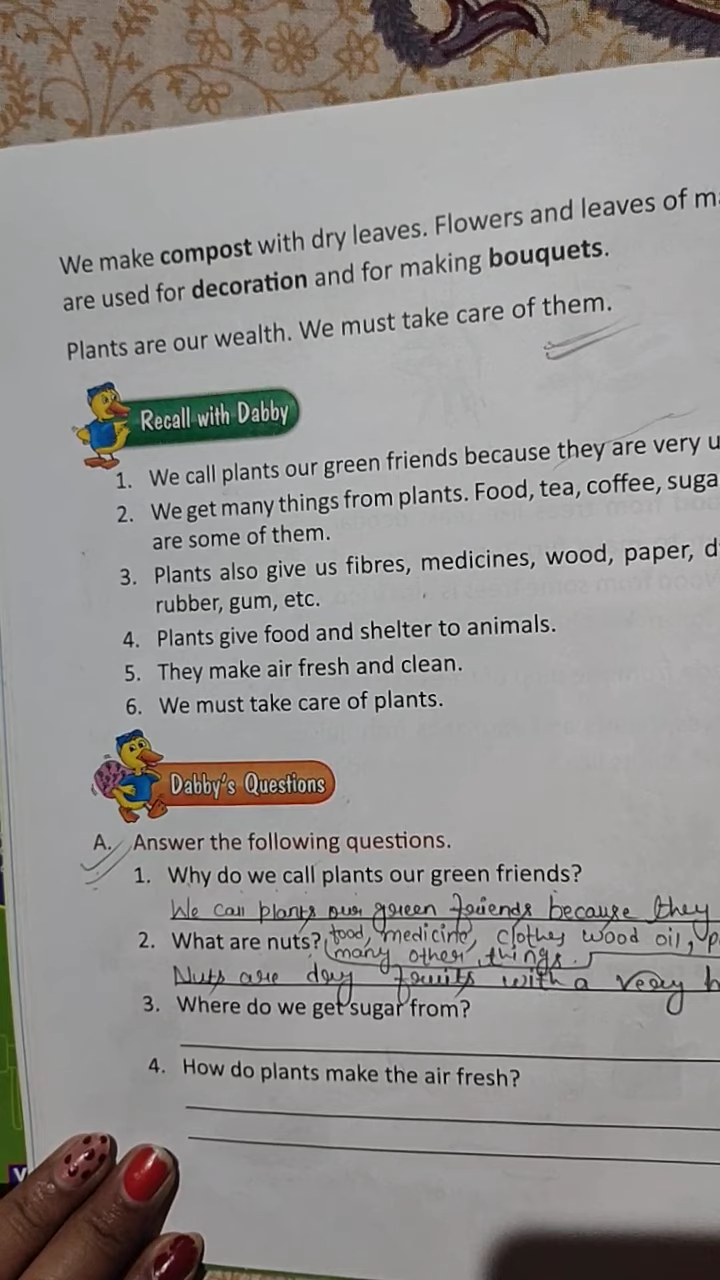 We make compost with dry leaves. Flowers and leaves of
are used for decoration and for making bouquets.
Plants are our wealth. We must take care of them.
Recall with Dabby
1. We call plants our green friends because they are very
2. We get many things from plants. Food, tea, coffee,
are some of them.
3. Plants also give us fibres, medicines, wood, paper,
rubber, gum, etc.
4. Plants give food and shelter to animals.
5. They make air fresh and clean.
6. We must take care of plants.
Dabby's Questions
A. Answer the following questions.
1. Why do we call plants our green friends?
We call plants our green friends because they
2. What are nuts? food, medicine, clothes wood oil,
many other things.
Nuts are dry fruits with a very
3. Where do we get sugar from?
4. How do plants make the air fresh?